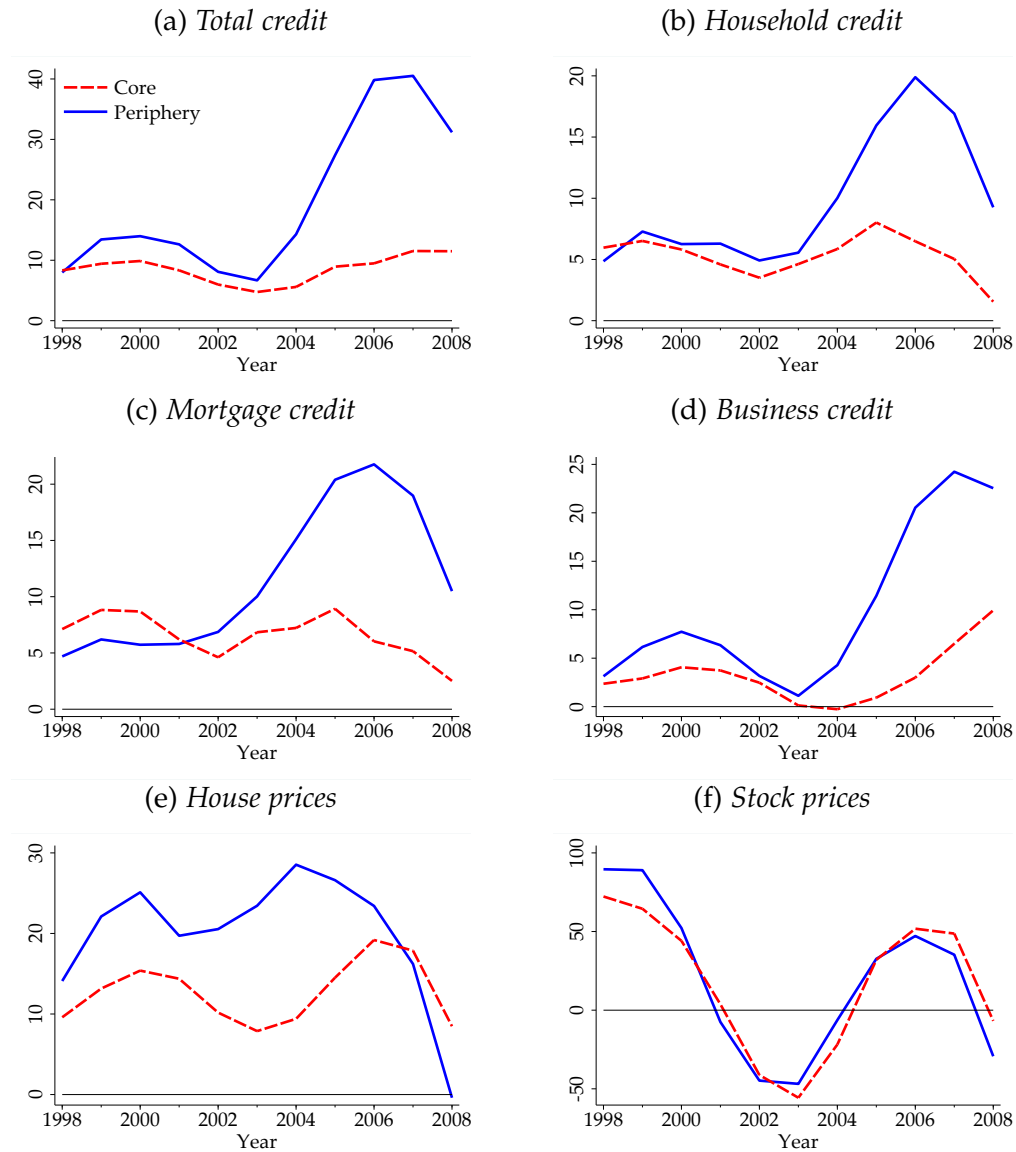 (a) Total credit
Core
Periphery
0 10 20 30 40
1998 2000 2002 2004 2006 2008
Year
(b) Household credit
0 5 10 15 20
1998 2000 2002 2004 2006 2008
Year
(c) Mortgage credit
0 5 10 15 20
1998 2000 2002 2004 2006 2008
Year
(d) Business credit
0 5 10 15 20 25
1998 2000 2002 2004 2006 2008
Year
(e) House prices
0 10 20 30
1998 2000 2002 2004 2006 2008
Year
(f) Stock prices
-50 0 50 100
1998 2000 2002 2004 2006 2008
Year